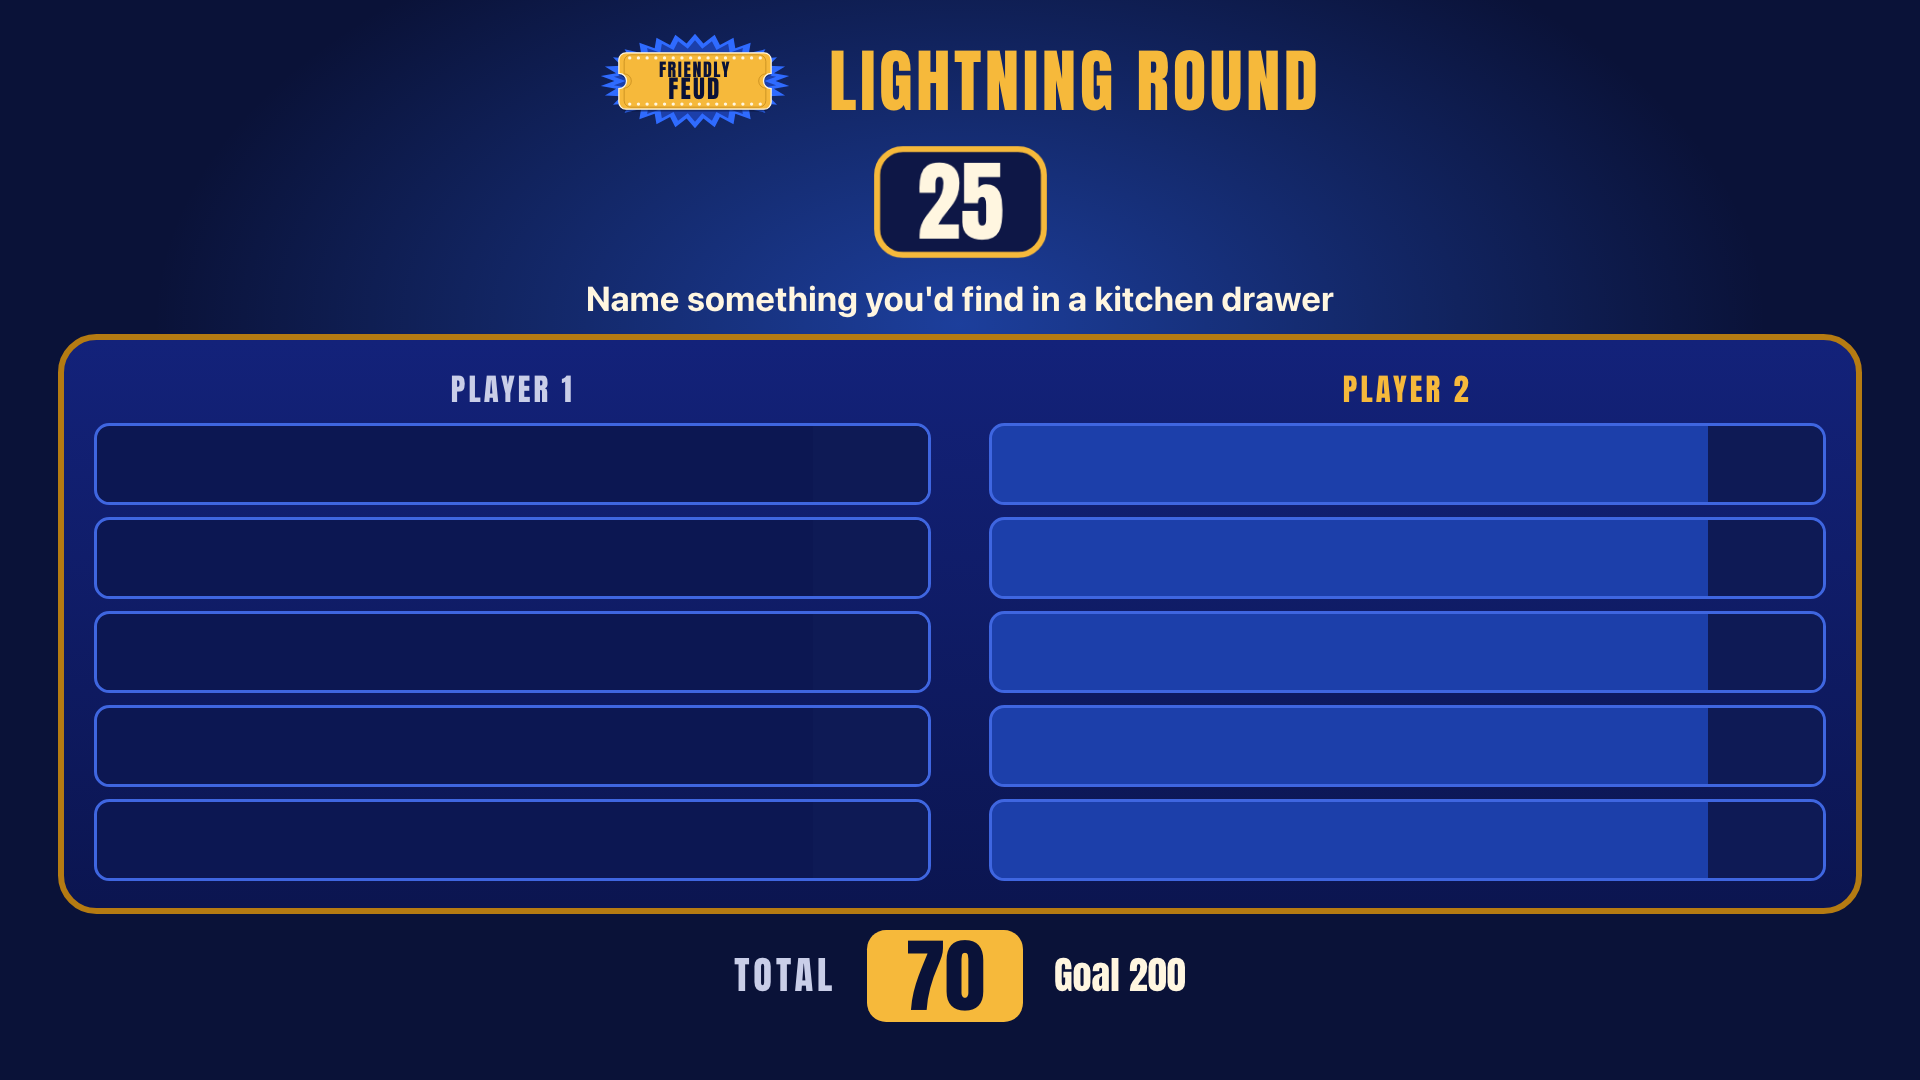 FRIENDLY
FEUD
LIGHTNING ROUND
25
Name something you'd find in a kitchen drawer
PLAYER 1
PLAYER 2
TOTAL
70
Goal 200